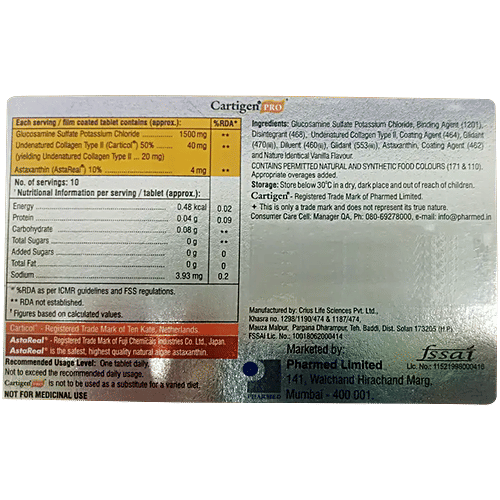 Cartigen PRO
Each serving / film coated tablet contains (approx.): %RDA*
Glucosamine Sulfate Potassium Chloride .............. 1500 mg **
Undenatured Collagen Type II (Carticol®) 50% ...... 40 mg **
(yielding Undenatured Collagen Type II ... 20 mg)
Astaxanthin (AstaReal®) 10% ............................ 4 mg **
No. of servings: 10
† Nutritional Information per serving / tablet (approx.):
Energy 0.48 kcal 0.02
Protein 0.04 g 0.09
Carbohydrate 0.08 g **
Total Sugars 0 g **
Added Sugars 0 g 0
Total Fat 0 g 0
Sodium 3.93 mg 0.2
*%RDA as per ICMR guidelines and FSS regulations.
** RDA not established.
† Figures based on calculated values.
Carticol® - Registered Trade Mark of Ten Kate, Netherlands.
AstaReal® - Registered Trade Mark of Fuji Chemicals Industries Co. Ltd., Japan.
AstaReal® is the safest, highest quality natural algae astaxanthin.
Recommended Usage Level: One tablet daily.
Not to exceed the recommended daily usage.
Cartigen PRO is not to be used as a substitute for a varied diet.
NOT FOR MEDICINAL USE
Ingredients: Glucosamine Sulfate Potassium Chloride, Binding Agent (1201),
Disintegrant (468), Undenatured Collagen Type II, Coating Agent (464), Glidant
(470(iii)), Diluent (460(i)), Glidant (553(iii)), Astaxanthin, Coating Agent (462)
and Nature Identical Vanilla Flavour.
CONTAINS PERMITTED NATURAL AND SYNTHETIC FOOD COLOURS (171 & 110).
Appropriate overages added.
Storage: Store below 30°C in a dry, dark place and out of reach of children.
Cartigen® - Registered Trade Mark of Pharmed Limited.
+ This is only a trade mark and does not represent its true nature.
Consumer Care Cell: Manager QA, Ph: 080-69278000, e-mail: info@pharmed.in
Manufactured by: Crius Life Sciences Pvt. Ltd.,
Khasra no. 1298/1190/474 & 1187/474,
Mauza Malpur, Pargana Dharampur, Teh. Baddi, Dist. Solan 173205 (H.P.)
FSSAI Lic. No.: 10018062000414
Marketed by:
Pharmed Limited
141, Walchand Hirachand Marg,
Mumbai - 400 001.
PHARMED
fssai
Lic. No.: 11521998000416